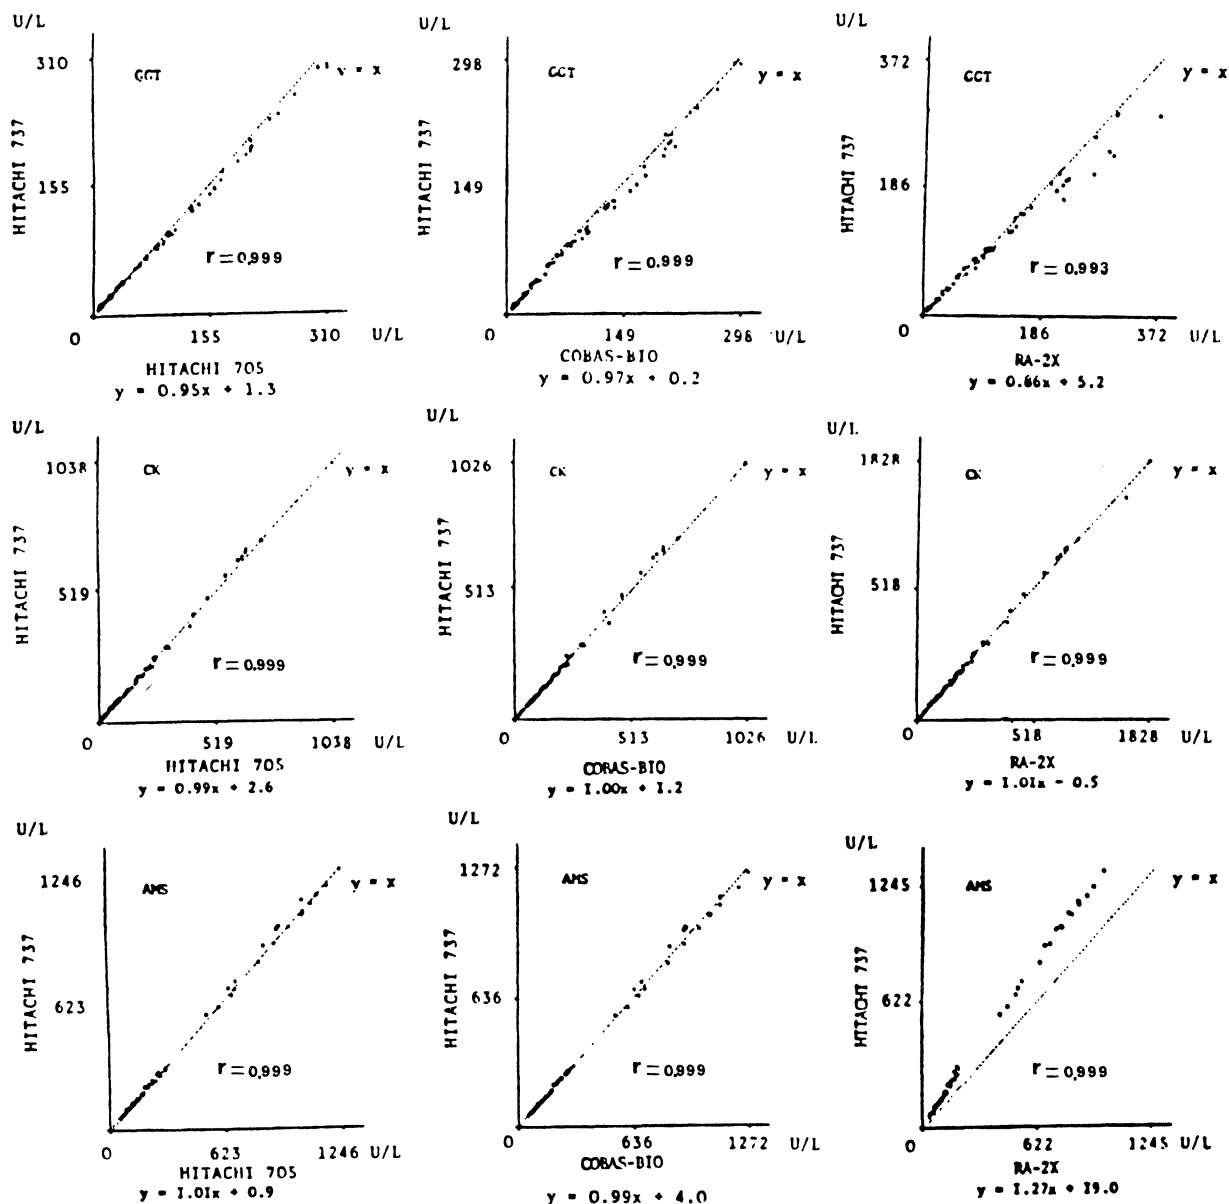 U/L
310
GGT
y = x
HITACHI 737
155
r = 0.999
0
155
310
U/L
HITACHI 705
y = 0.95x + 1.3
U/L
298
GGT
y = x
HITACHI 737
149
r = 0.999
0
149
298
U/L
COBAS-BIO
y = 0.97x + 0.2
U/L
372
GGT
y = x
HITACHI 737
186
r = 0.993
0
186
372
U/L
RA-2X
y = 0.86x + 5.2
U/L
1038
CK
y = x
HITACHI 737
519
r = 0.999
0
519
1038
U/L
HITACHI 705
y = 0.99x + 2.6
U/L
1026
CK
y = x
HITACHI 737
513
r = 0.999
0
513
1026
U/L
COBAS-BIO
y = 1.00x + 1.2
U/L
1828
CK
y = x
HITACHI 737
518
r = 0.999
0
518
1828
U/L
RA-2X
y = 1.01x - 0.5
U/L
1246
AMS
y = x
HITACHI 737
623
r = 0.999
0
623
1246
U/L
HITACHI 705
y = 1.01x + 0.9
U/L
1272
AMS
y = x
HITACHI 737
636
r = 0.999
0
636
1272
U/L
COBAS-BIO
y = 0.99x + 4.0
U/L
1245
AMS
y = x
HITACHI 737
622
r = 0.999
0
622
1245
U/L
RA-2X
y = 1.27x + 19.0